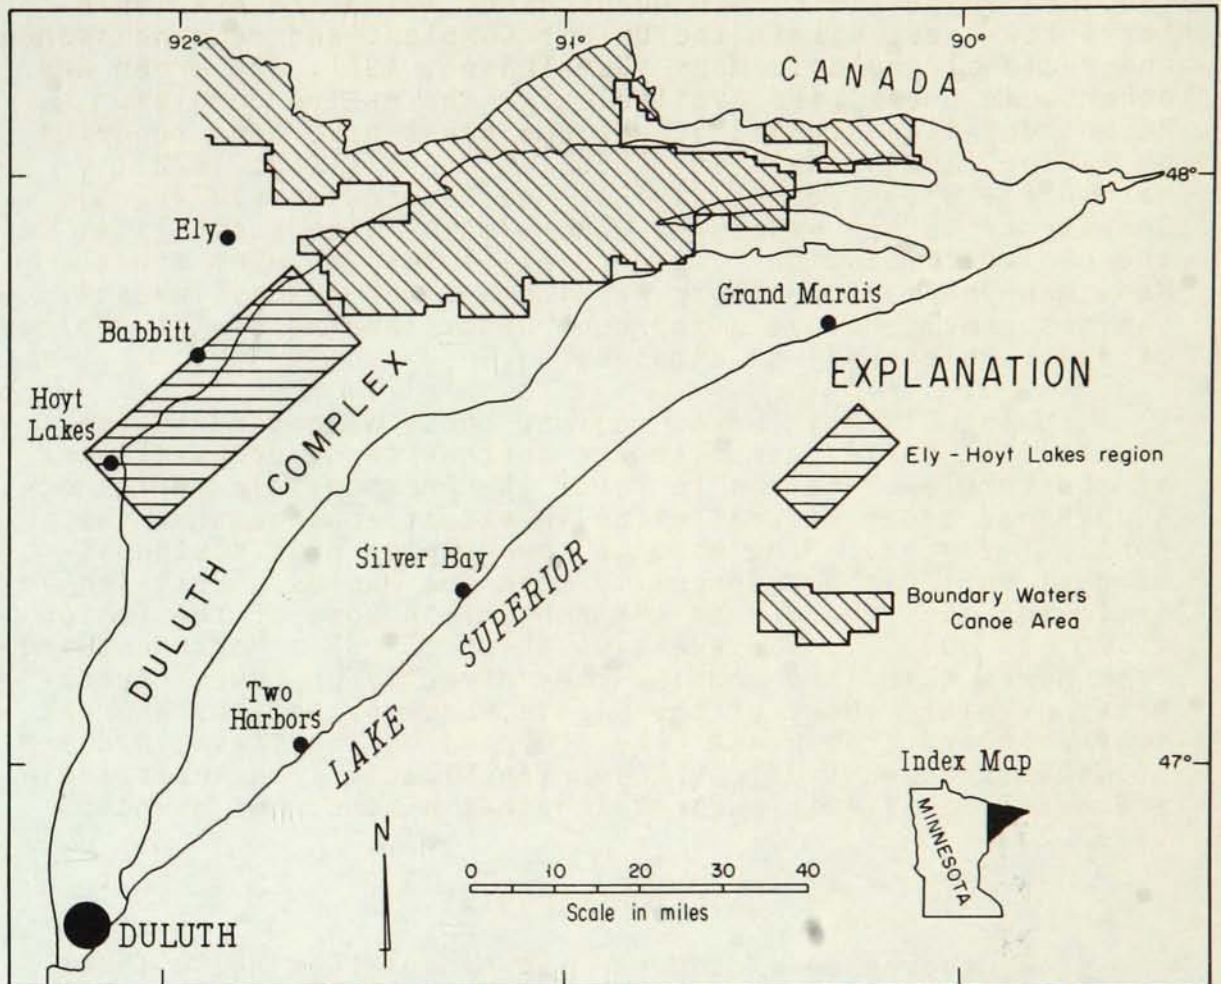 92°
91°
90°
CANADA
48°
Ely
Grand Marais
Babbitt
EXPLANATION
Hoyt
Lakes
COMPLEX
Ely - Hoyt Lakes region
Silver Bay
SUPERIOR
Boundary Waters
Canoe Area
DULUTH
Two
Harbors
LAKE
Index Map
47°
MINNESOTA
N
0 10 20 30 40
Scale in miles
DULUTH